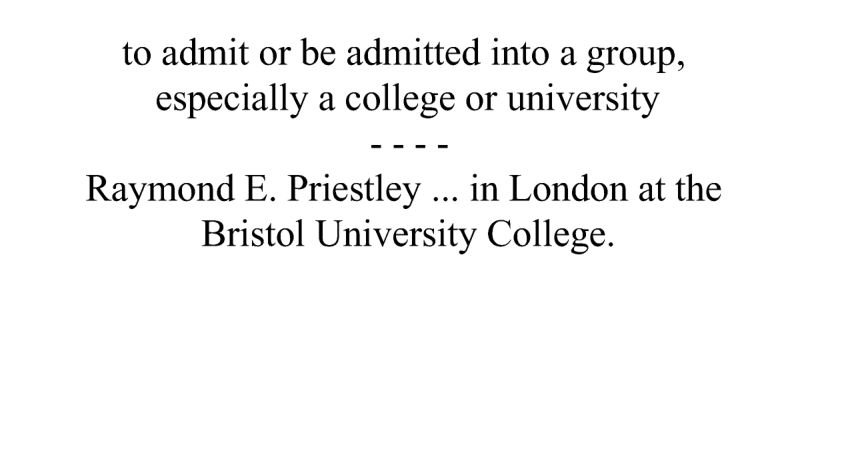 to admit or be admitted into a group,
especially a college or university
- - - -
Raymond E. Priestley ... in London at the
Bristol University College.